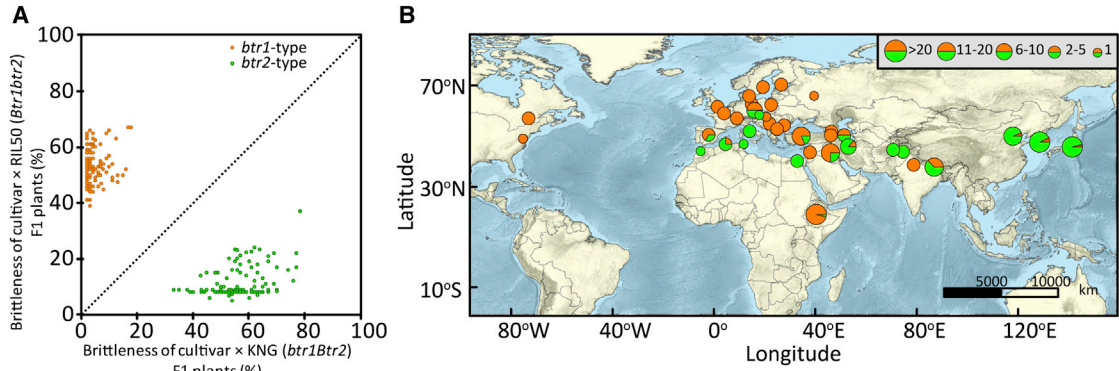 A
100
80
60
40
20
0
0 20 40 60 80 100
Brittleness of cultivar × RIL50 (Btr1btr2)
F1 plants (%)
btr1-type
btr2-type
Brittleness of cultivar × KNG (btr1Btr2)
F1 plants (%)
B
>20 11-20 6-10 2-5 1
70°N
30°N
10°S
Latitude
5000 10000
km
80°W 40°W 0° 40°E 80°E 120°E
Longitude